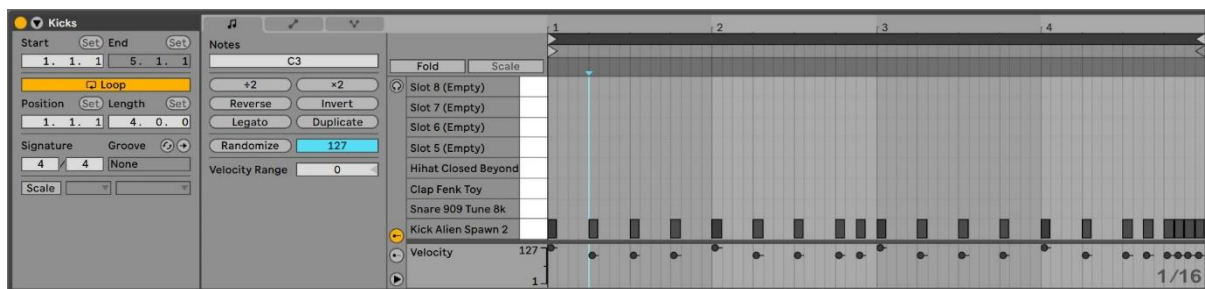 Kicks
Start Set End Set
1. 1. 1 5. 1. 1
Loop
Position Set Length Set
1. 1. 1 4. 0. 0
Signature Groove
4 / 4 None
Scale
Notes
C3
÷2 ×2
Reverse Invert
Legato Duplicate
Randomize 127
Velocity Range 0
1 2 3 4
Fold Scale
Slot 8 (Empty)
Slot 7 (Empty)
Slot 6 (Empty)
Slot 5 (Empty)
Hihat Closed Beyond
Clap Fenk Toy
Snare 909 Tune 8k
Kick Alien Spawn 2
Velocity 127
1
1/16